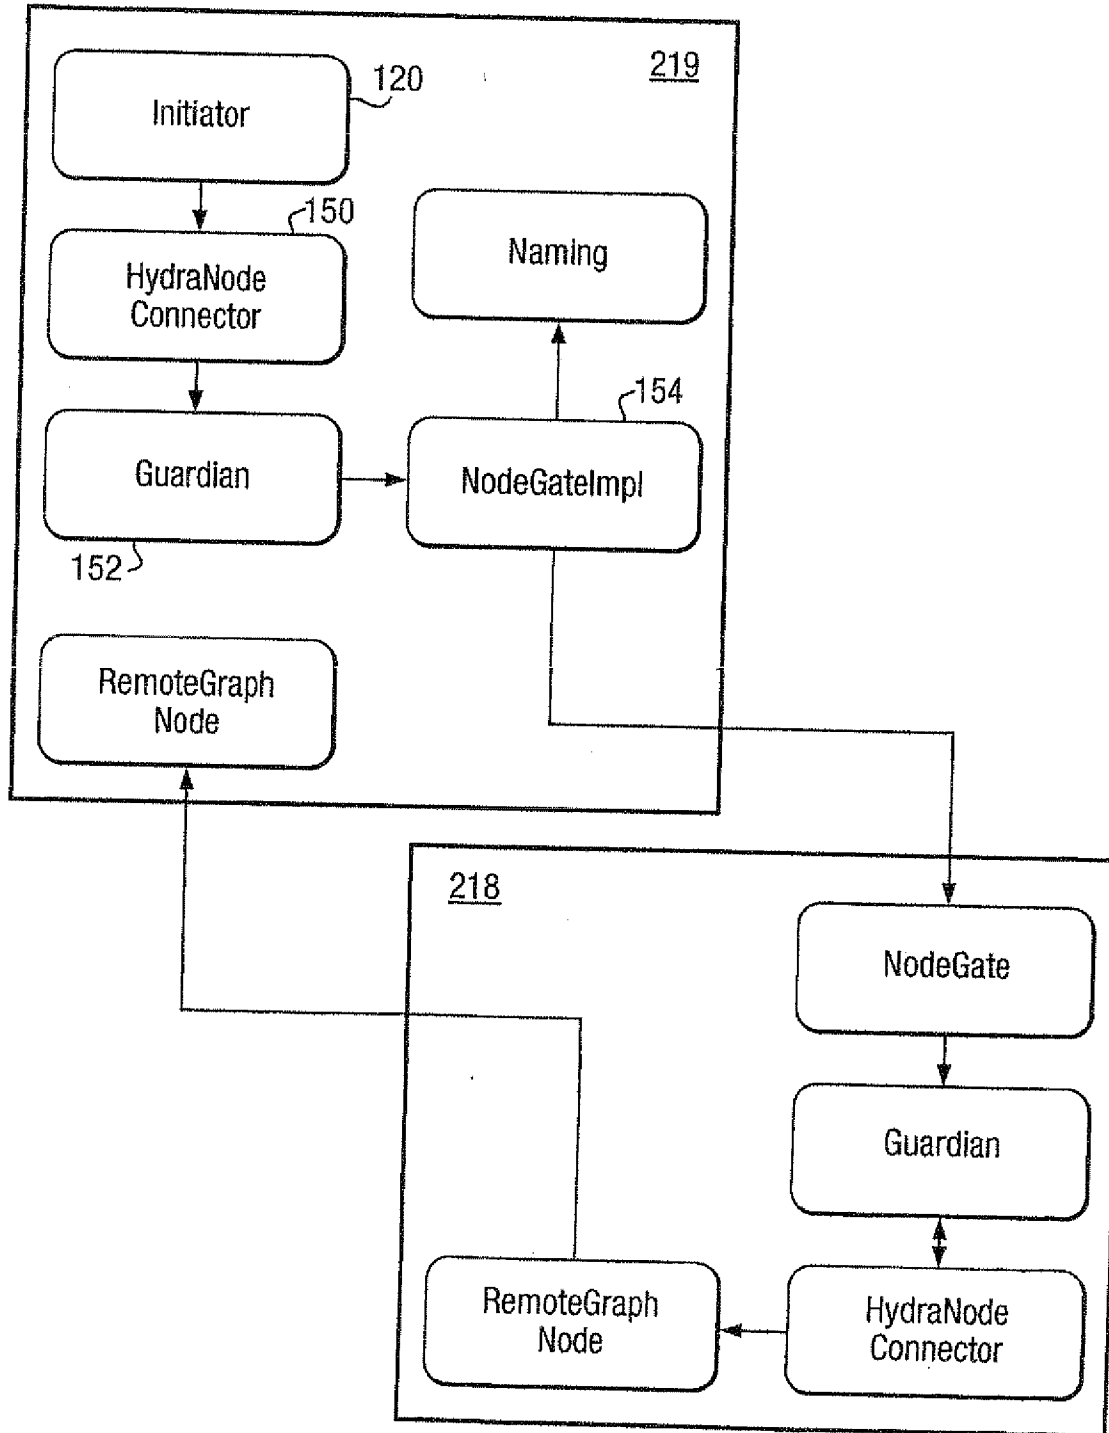 219
Initiator
120
150
HydraNode
Connector
Naming
154
Guardian
NodeGateImpl
152
RemoteGraph
Node
218
NodeGate
Guardian
RemoteGraph
Node
HydraNode
Connector